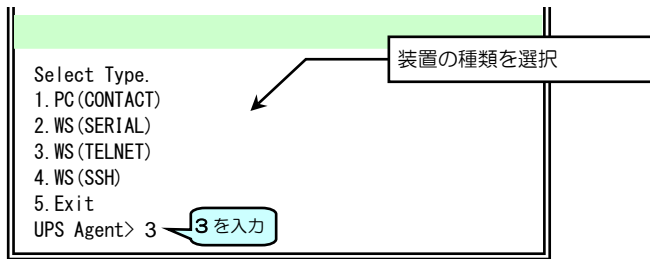 装置の種類を選択
Select Type.
1.PC(CONTACT)
2.WS(SERIAL)
3.WS(TELNET)
4.WS(SSH)
5.Exit
UPS Agent> 3
3を入力